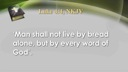 'Man shall not live by bread
alone, but by every word of
God'.